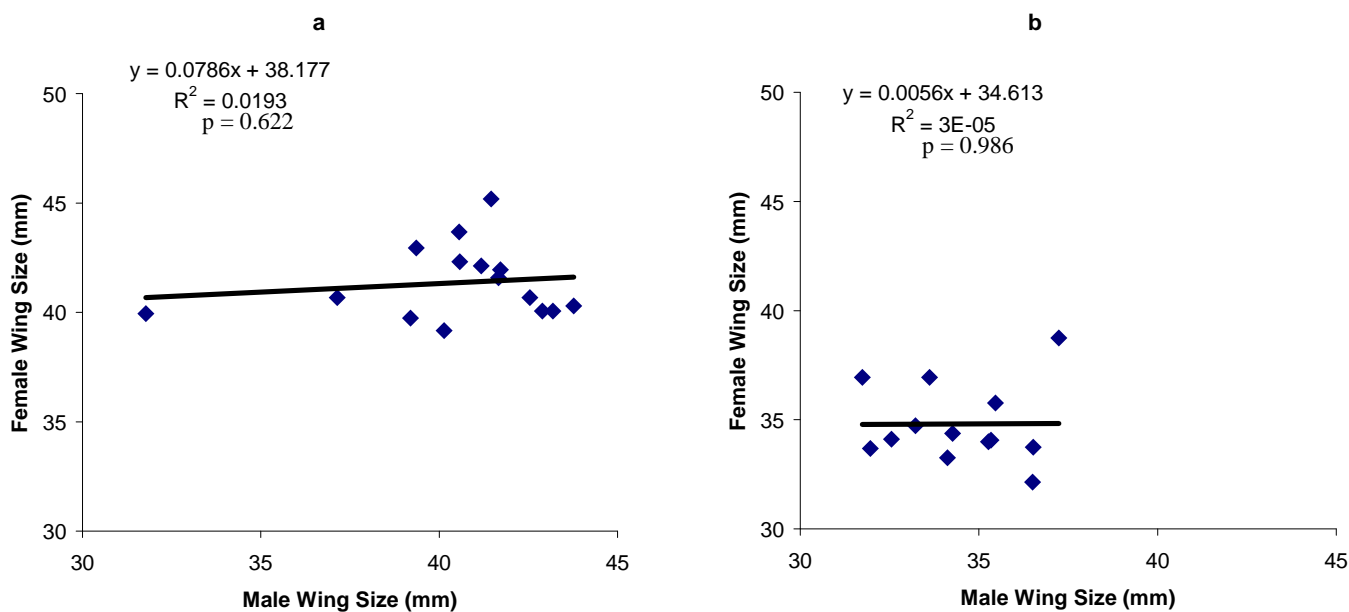 a
y = 0.0786x + 38.177
R² = 0.0193
p = 0.622
50
45
40
35
30
30 35 40 45
Female Wing Size (mm)
Male Wing Size (mm)
b
y = 0.0056x + 34.613
R² = 3E-05
p = 0.986
50
45
40
35
30
30 35 40 45
Female Wing Size (mm)
Male Wing Size (mm)